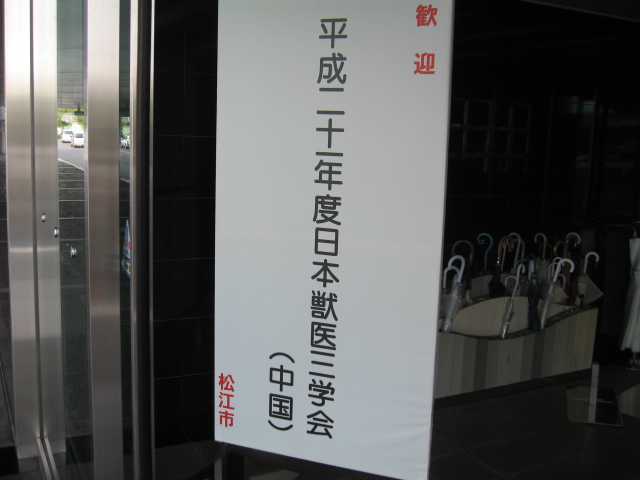 歓迎
平成二十一年度日本獣医三学会
(中国)
松江市